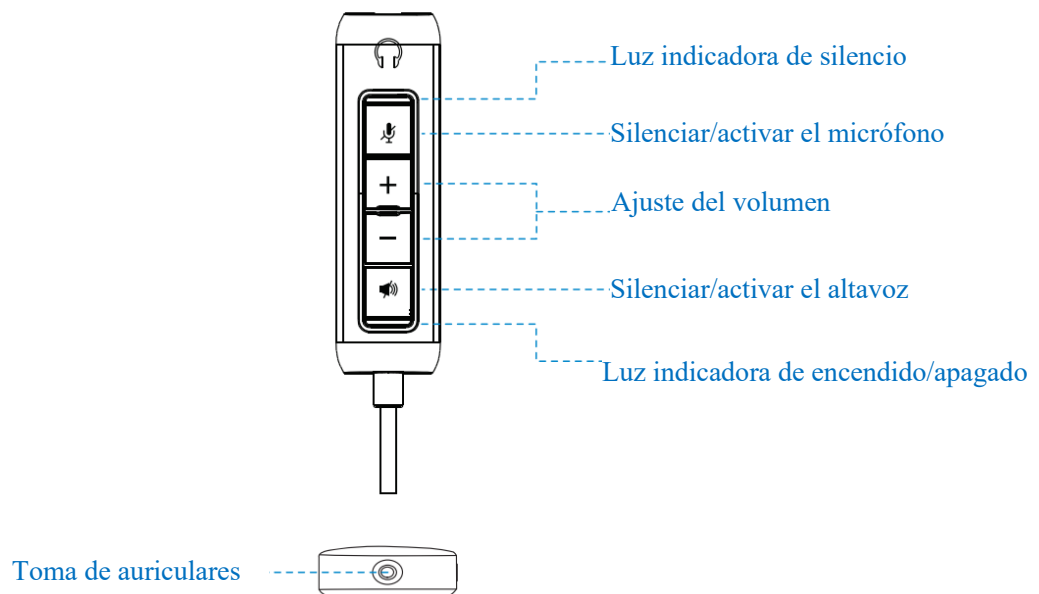 Luz indicadora de silencio
Silenciar/activar el micrófono
+
Ajuste del volumen
−
Silenciar/activar el altavoz
Luz indicadora de encendido/apagado
Toma de auriculares